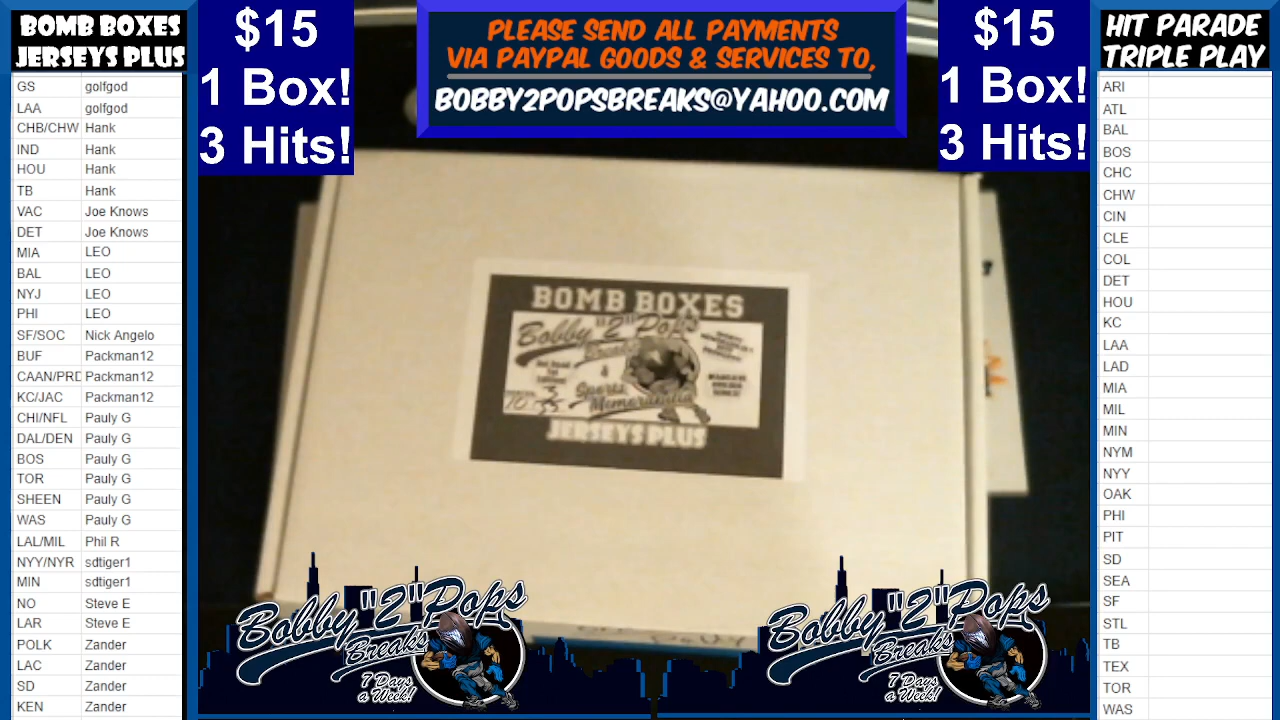 BOMB BOXES
JERSEYS PLUS
GS golfgod
LAA golfgod
CHB/CHW Hank
IND Hank
HOU Hank
TB Hank
VAC Joe Knows
DET Joe Knows
MIA LEO
BAL LEO
NYJ LEO
PHI LEO
SF/SOC Nick Angelo
BUF Packman12
CAAN/PRD Packman12
KC/JAC Packman12
CHI/NFL Pauly G
DAL/DEN Pauly G
BOS Pauly G
TOR Pauly G
SHEEN Pauly G
WAS Pauly G
LAL/MIL Phil R
NYY/NYR sdtiger1
MIN sdtiger1
NO Steve E
LAR Steve E
POLK Zander
LAC Zander
SD Zander
KEN Zander
$15
1 Box!
3 Hits!
PLEASE SEND ALL PAYMENTS
VIA PAYPAL GOODS & SERVICES TO,
BOBBY2POPSBREAKS@YAHOO.COM
$15
1 Box!
3 Hits!
BOMB BOXES
Bobby "2" Pops
Breaks
&
Sports
Memorabilia
JERSEYS PLUS
Bobby "2" Pops
Breaks
7 Days
a Week!
Bobby "2" Pops
Breaks
7 Days
a Week!
HIT PARADE
TRIPLE PLAY
ARI
ATL
BAL
BOS
CHC
CHW
CIN
CLE
COL
DET
HOU
KC
LAA
LAD
MIA
MIL
MIN
NYM
NYY
OAK
PHI
PIT
SD
SEA
SF
STL
TB
TEX
TOR
WAS